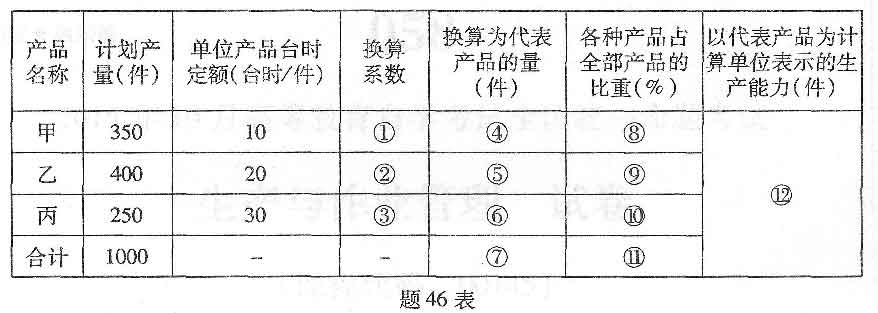 产品名称 计划产量(件) 单位产品台时定额(台时/件) 换算系数 换算为代表产品的量(件) 各种产品占全部产品的比重(%) 以代表产品为计算单位表示的生产能力(件)
甲 350 10 ① ④ ⑧ ⑫
乙 400 20 ② ⑤ ⑨
丙 250 30 ③ ⑥ ⑩
合计 1000 - - ⑦ ⑪
题46表